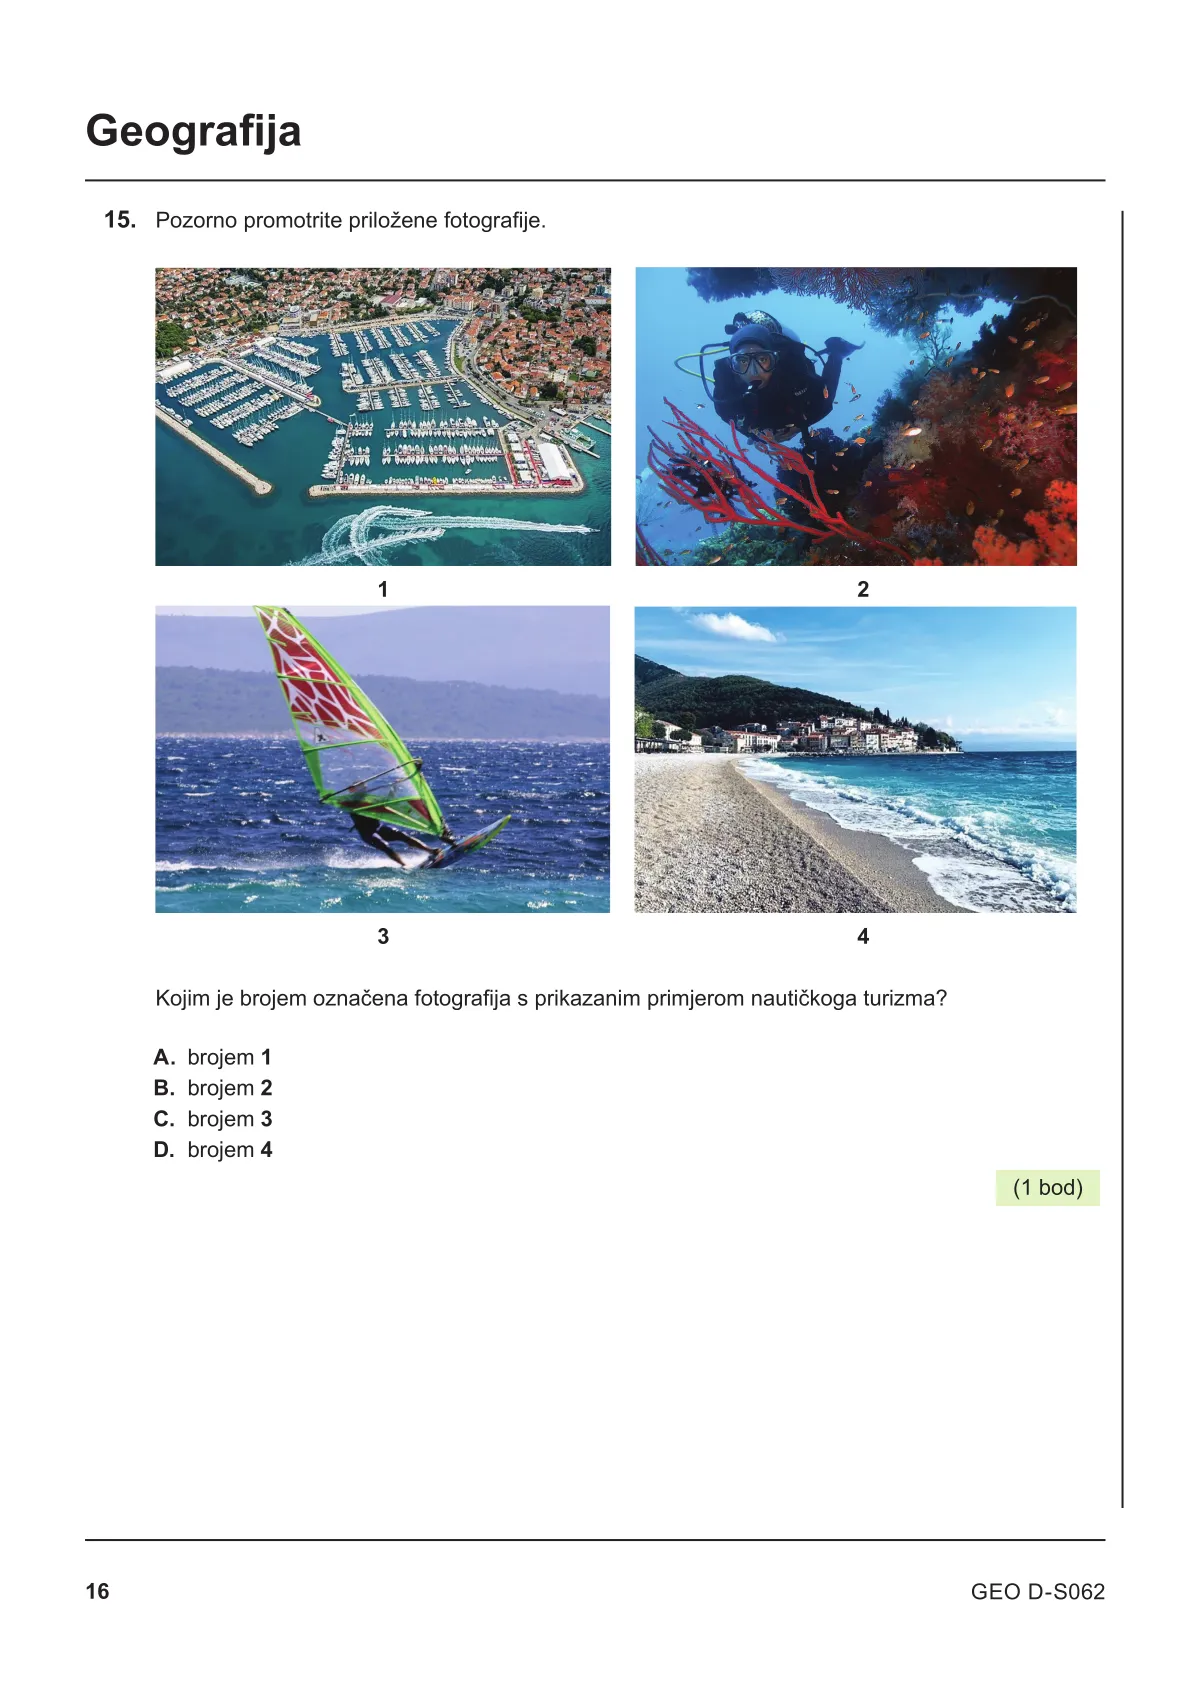 Geografija
15. Pozorno promotrite priložene fotografije.
1
2
3
4
Kojim je brojem označena fotografija s prikazanim primjerom nautičkoga turizma?
A. brojem 1
B. brojem 2
C. brojem 3
D. brojem 4
(1 bod)
16
GEO D-S062